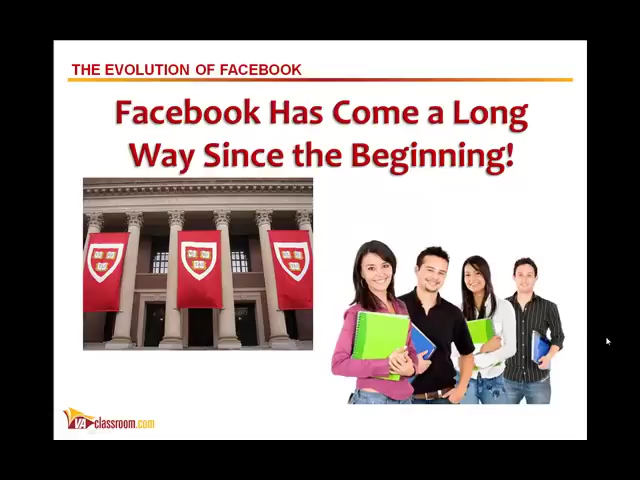 THE EVOLUTION OF FACEBOOK
Facebook Has Come a Long
Way Since the Beginning!
VAclassroom.com